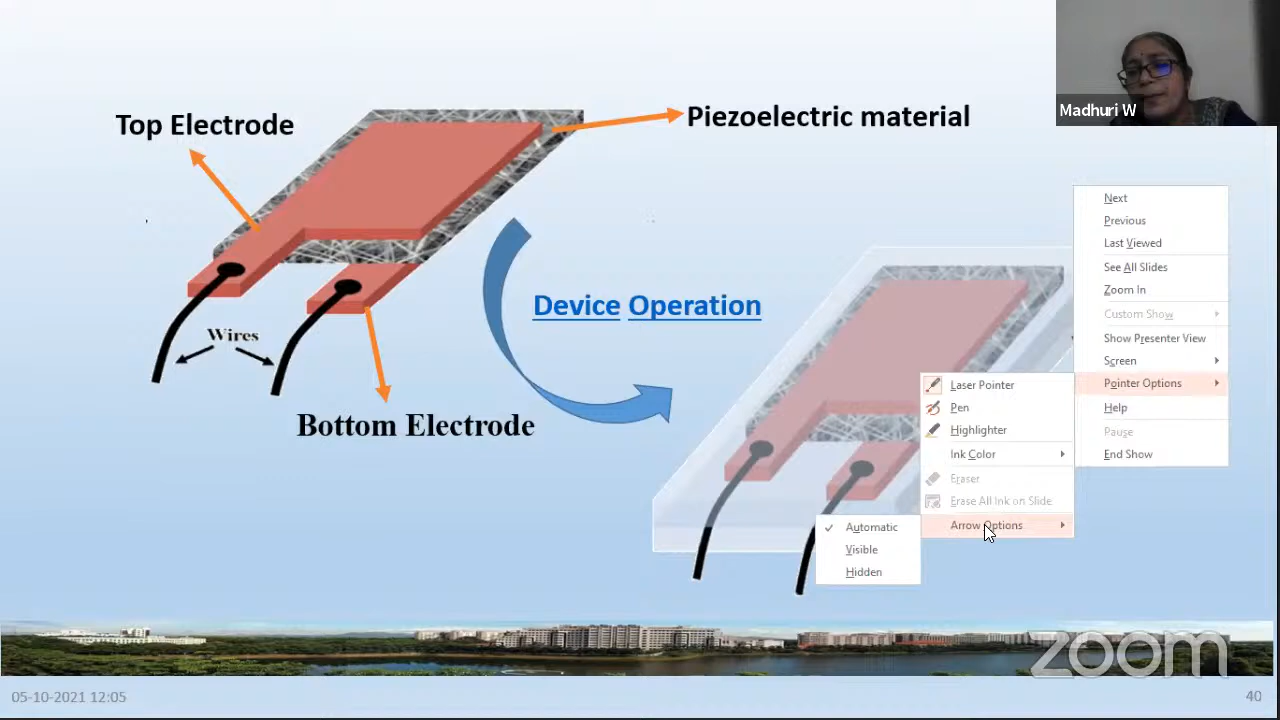 Madhuri W
Top Electrode
Piezoelectric material
Wires
Bottom Electrode
Device Operation
Next
Previous
Last Viewed
See All Slides
Zoom In
Custom Show
Show Presenter View
Screen
Pointer Options
Help
Pause
End Show
Laser Pointer
Pen
Highlighter
Ink Color
Eraser
Erase All Ink on Slide
Arrow Options
Automatic
Visible
Hidden
zoom
05-10-2021 12:05
40